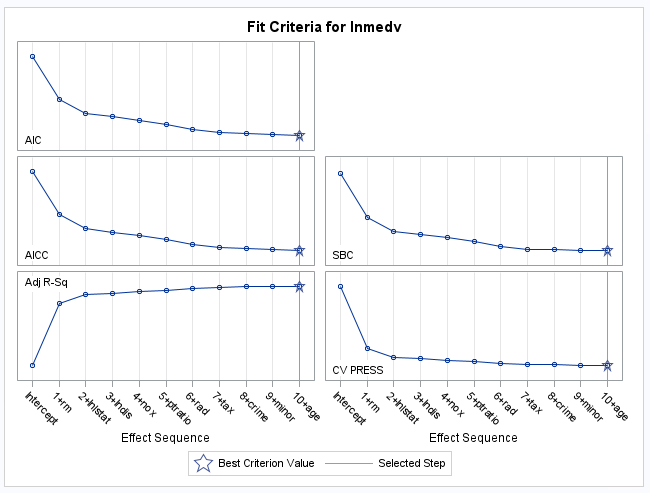 Fit Criteria for lnmedv
AIC
AICC
SBC
Adj R-Sq
CV PRESS
Intercept
1+rm
2+lnlstat
3+lndis
4+nox
5+ptratio
6+rad
7+tax
8+crime
9+minor
10+age
Intercept
1+rm
2+lnlstat
3+lndis
4+nox
5+ptratio
6+rad
7+tax
8+crime
9+minor
10+age
Effect Sequence
Effect Sequence
Best Criterion Value
Selected Step